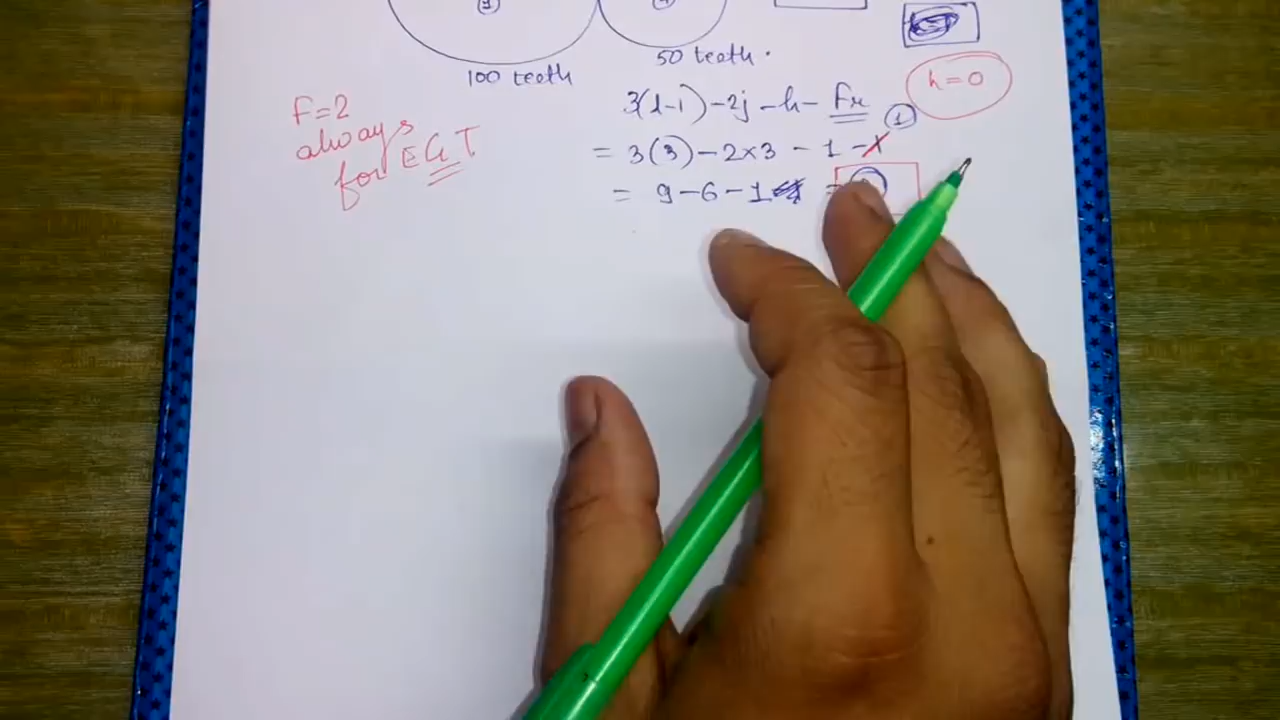 50 teeth.
100 teeth
h=0
F=2
always
for EGT
3(l-1)-2j-h-Fr
1
= 3(3)-2×3-1-1
= 9-6-1 =